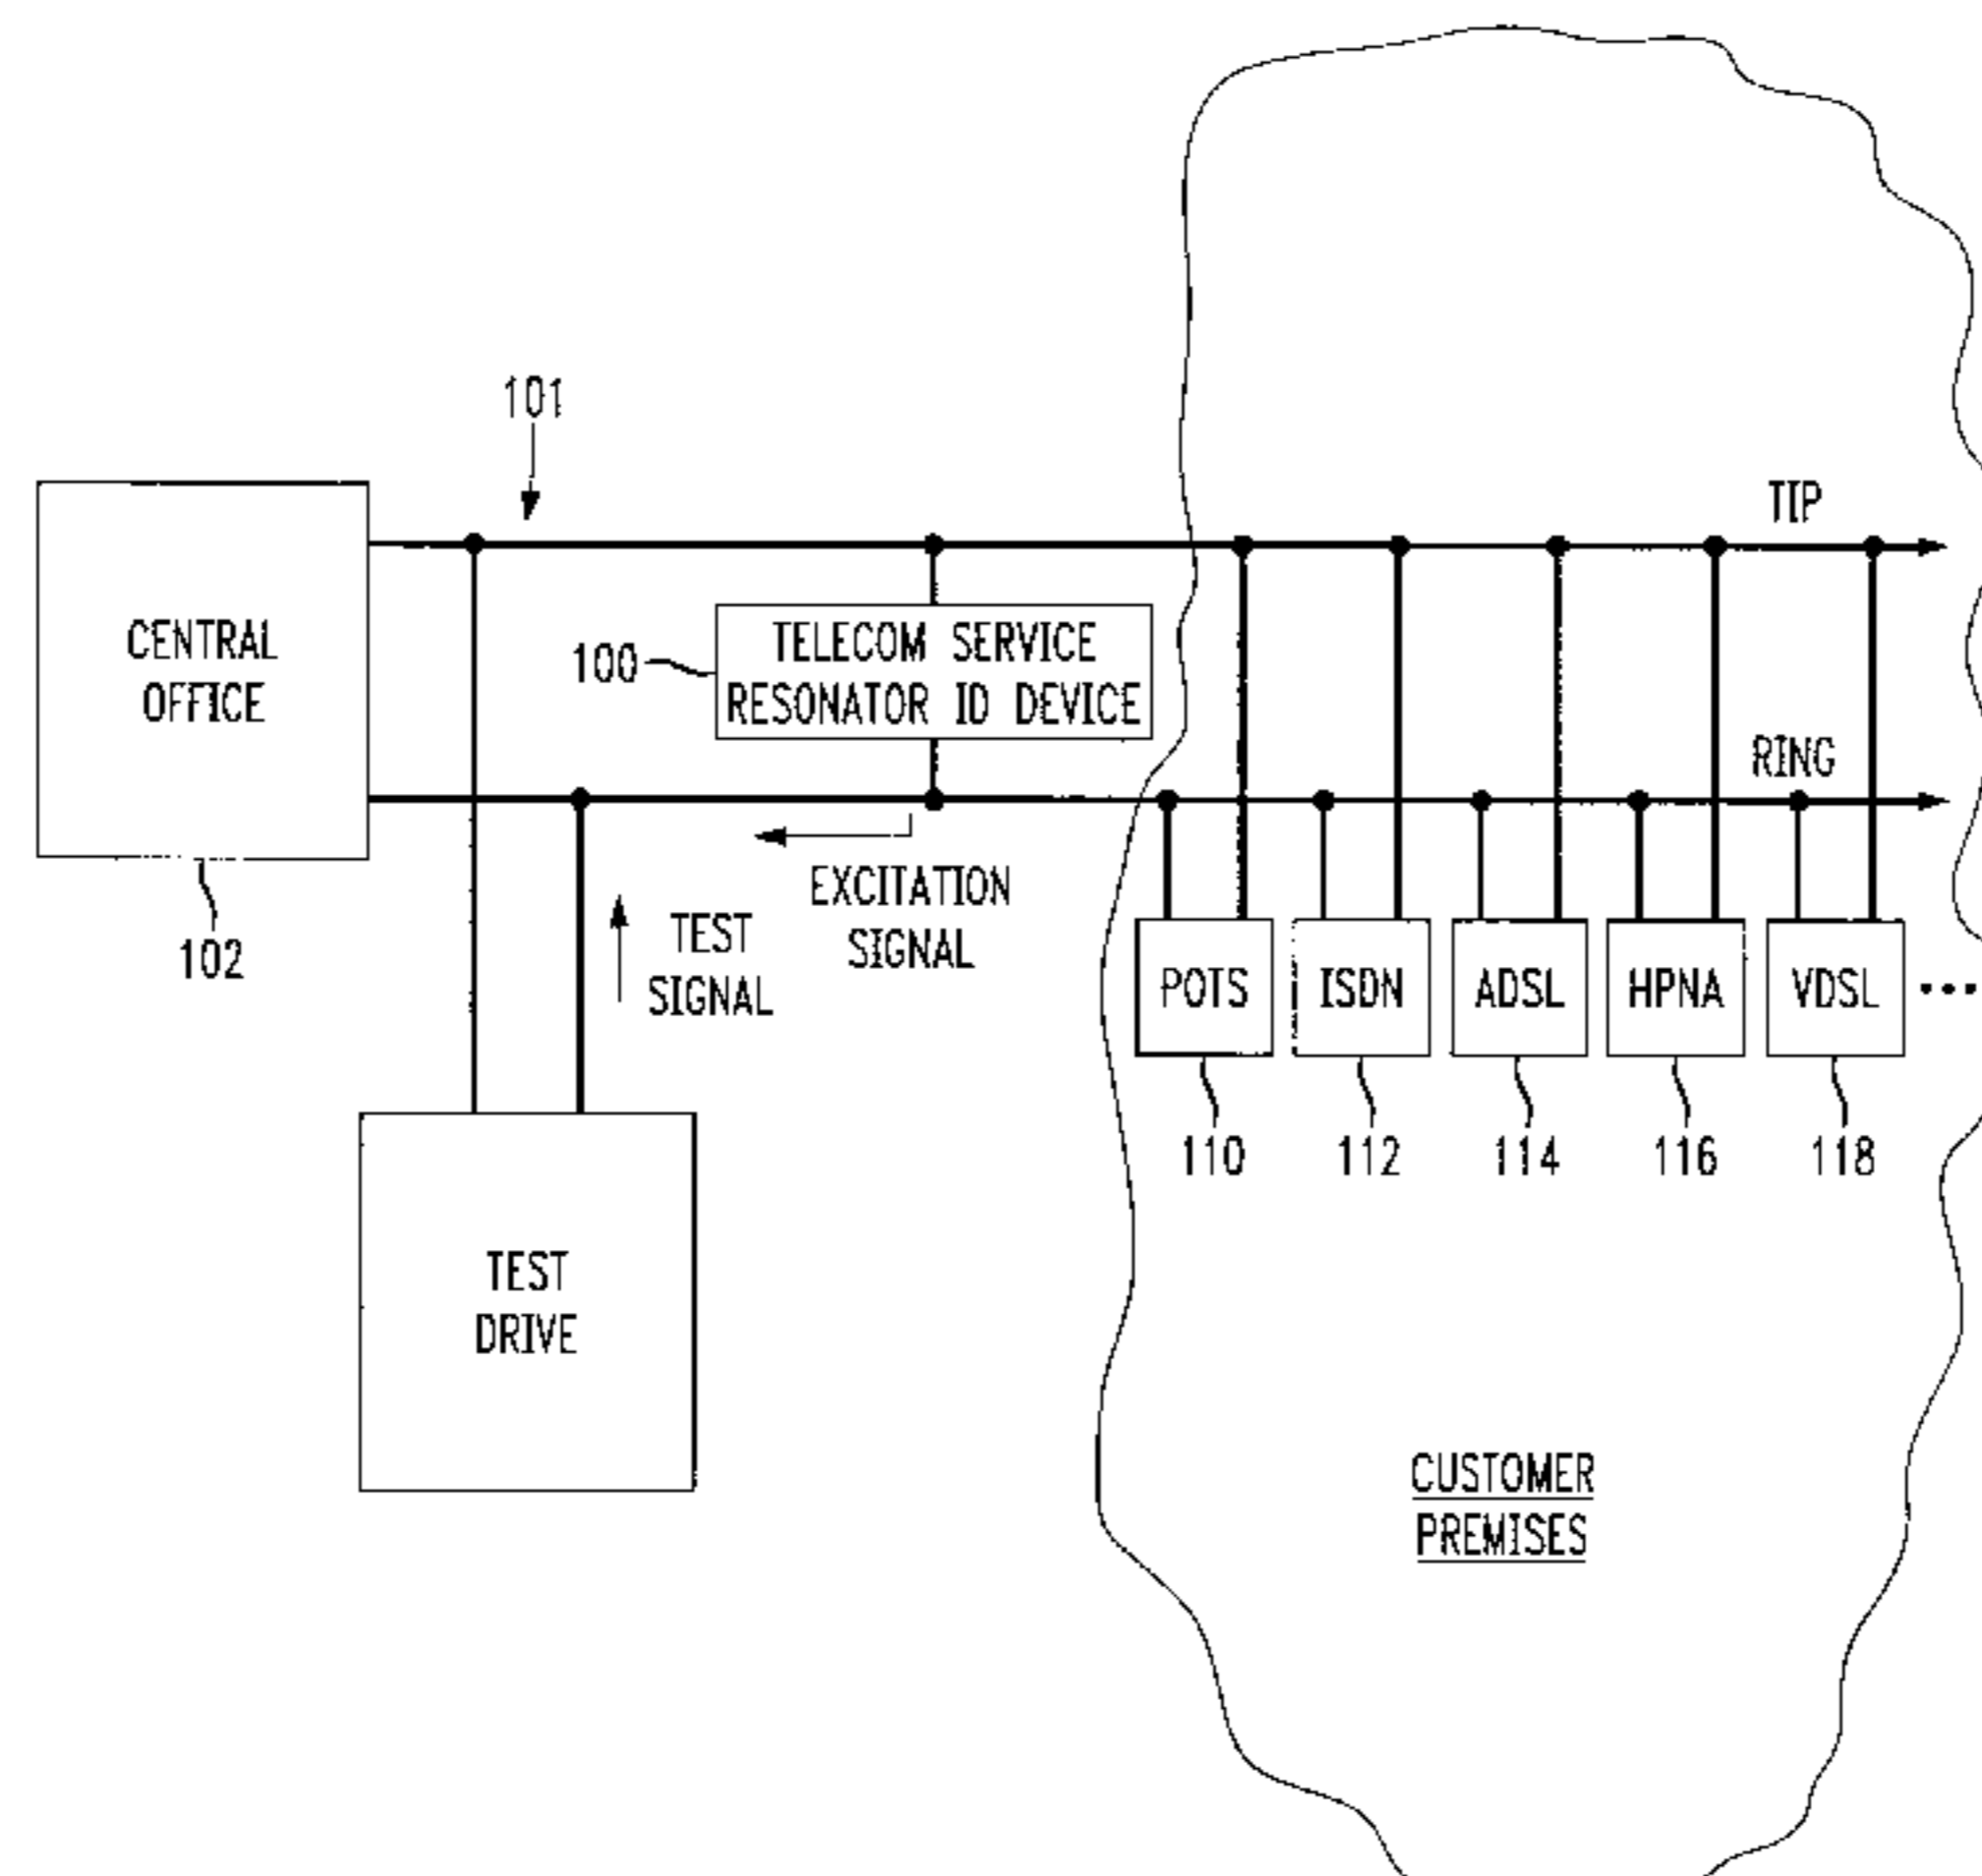 101
TIP
CENTRAL
OFFICE
100
TELECOM SERVICE
RESONATOR ID DEVICE
RING
EXCITATION
SIGNAL
TEST
SIGNAL
102
POTS
ISDN
ADSL
HPNA
VDSL
...
110
112
114
116
118
TEST
DRIVE
CUSTOMER
PREMISES